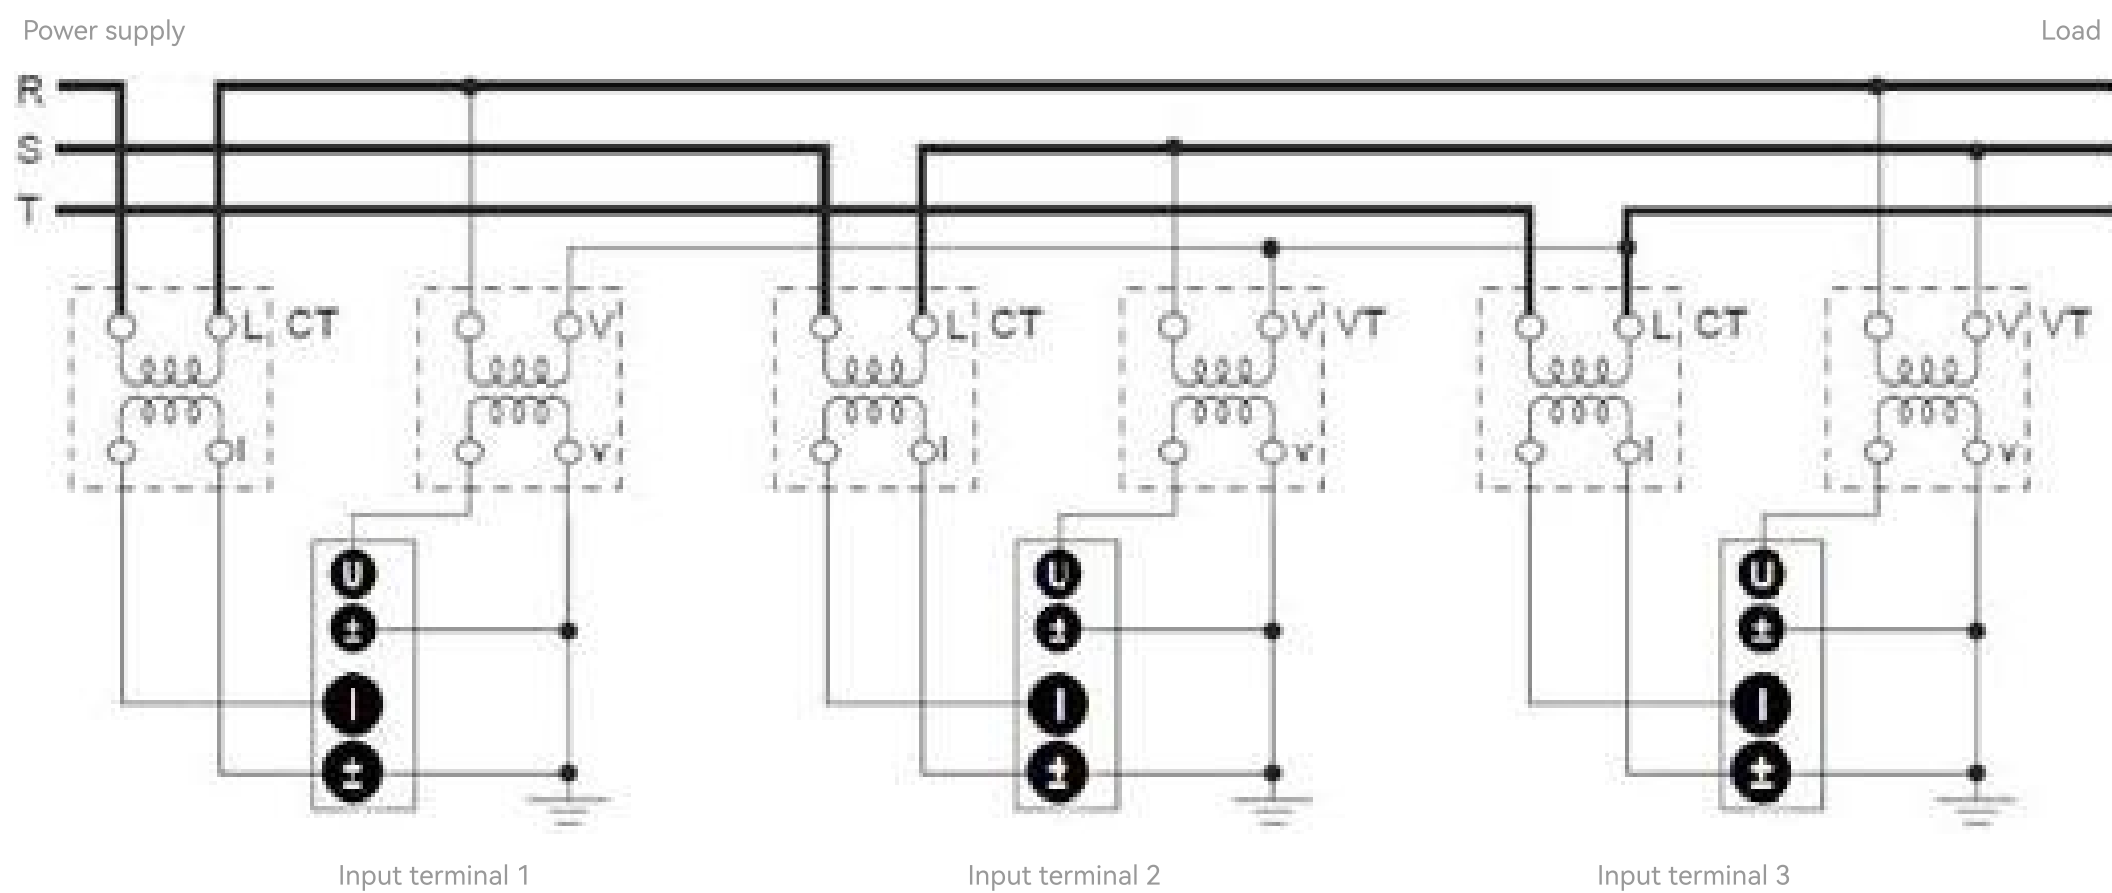 Power supply
Load
R
S
T
L CT
V
L CT
V VT
L CT
V VT
l
v
l
v
l
v
U
U
U
±
±
±
I
I
I
±
±
±
Input terminal 1
Input terminal 2
Input terminal 3